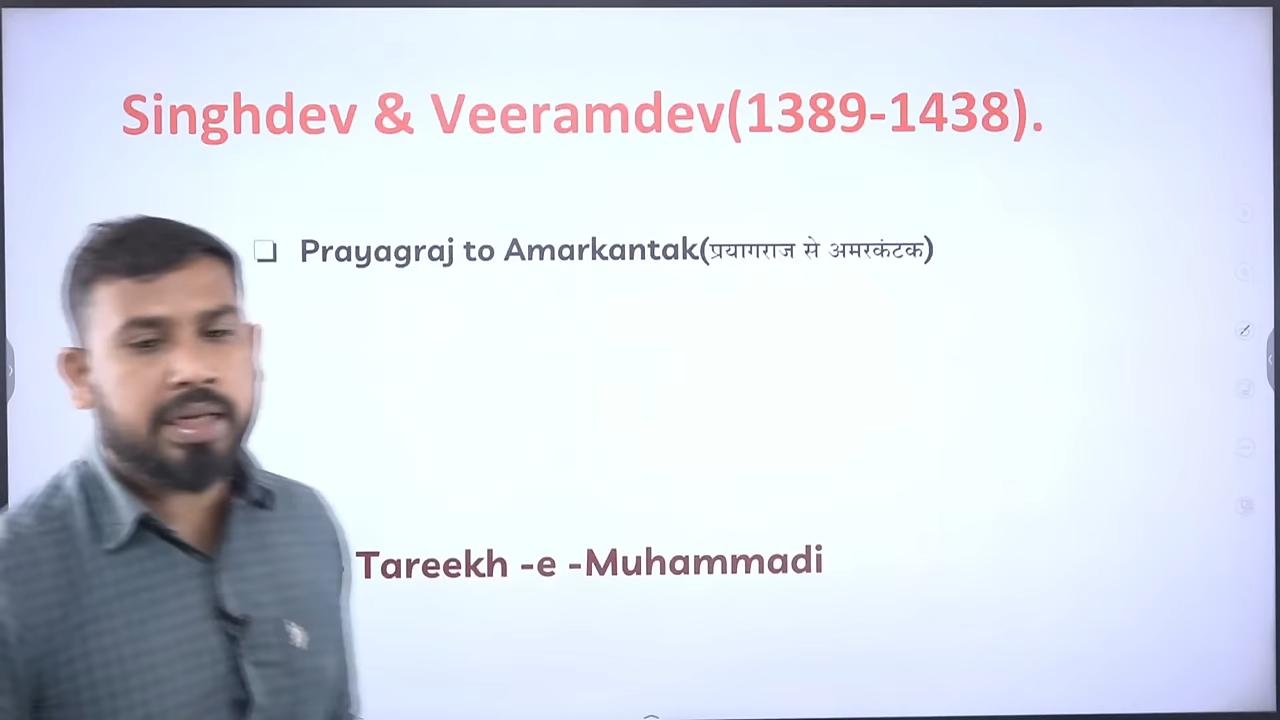 Singhdev & Veeramdev(1389-1438).
❑ Prayagraj to Amarkantak(प्रयागराज से अमरकंटक)
Tareekh -e -Muhammadi